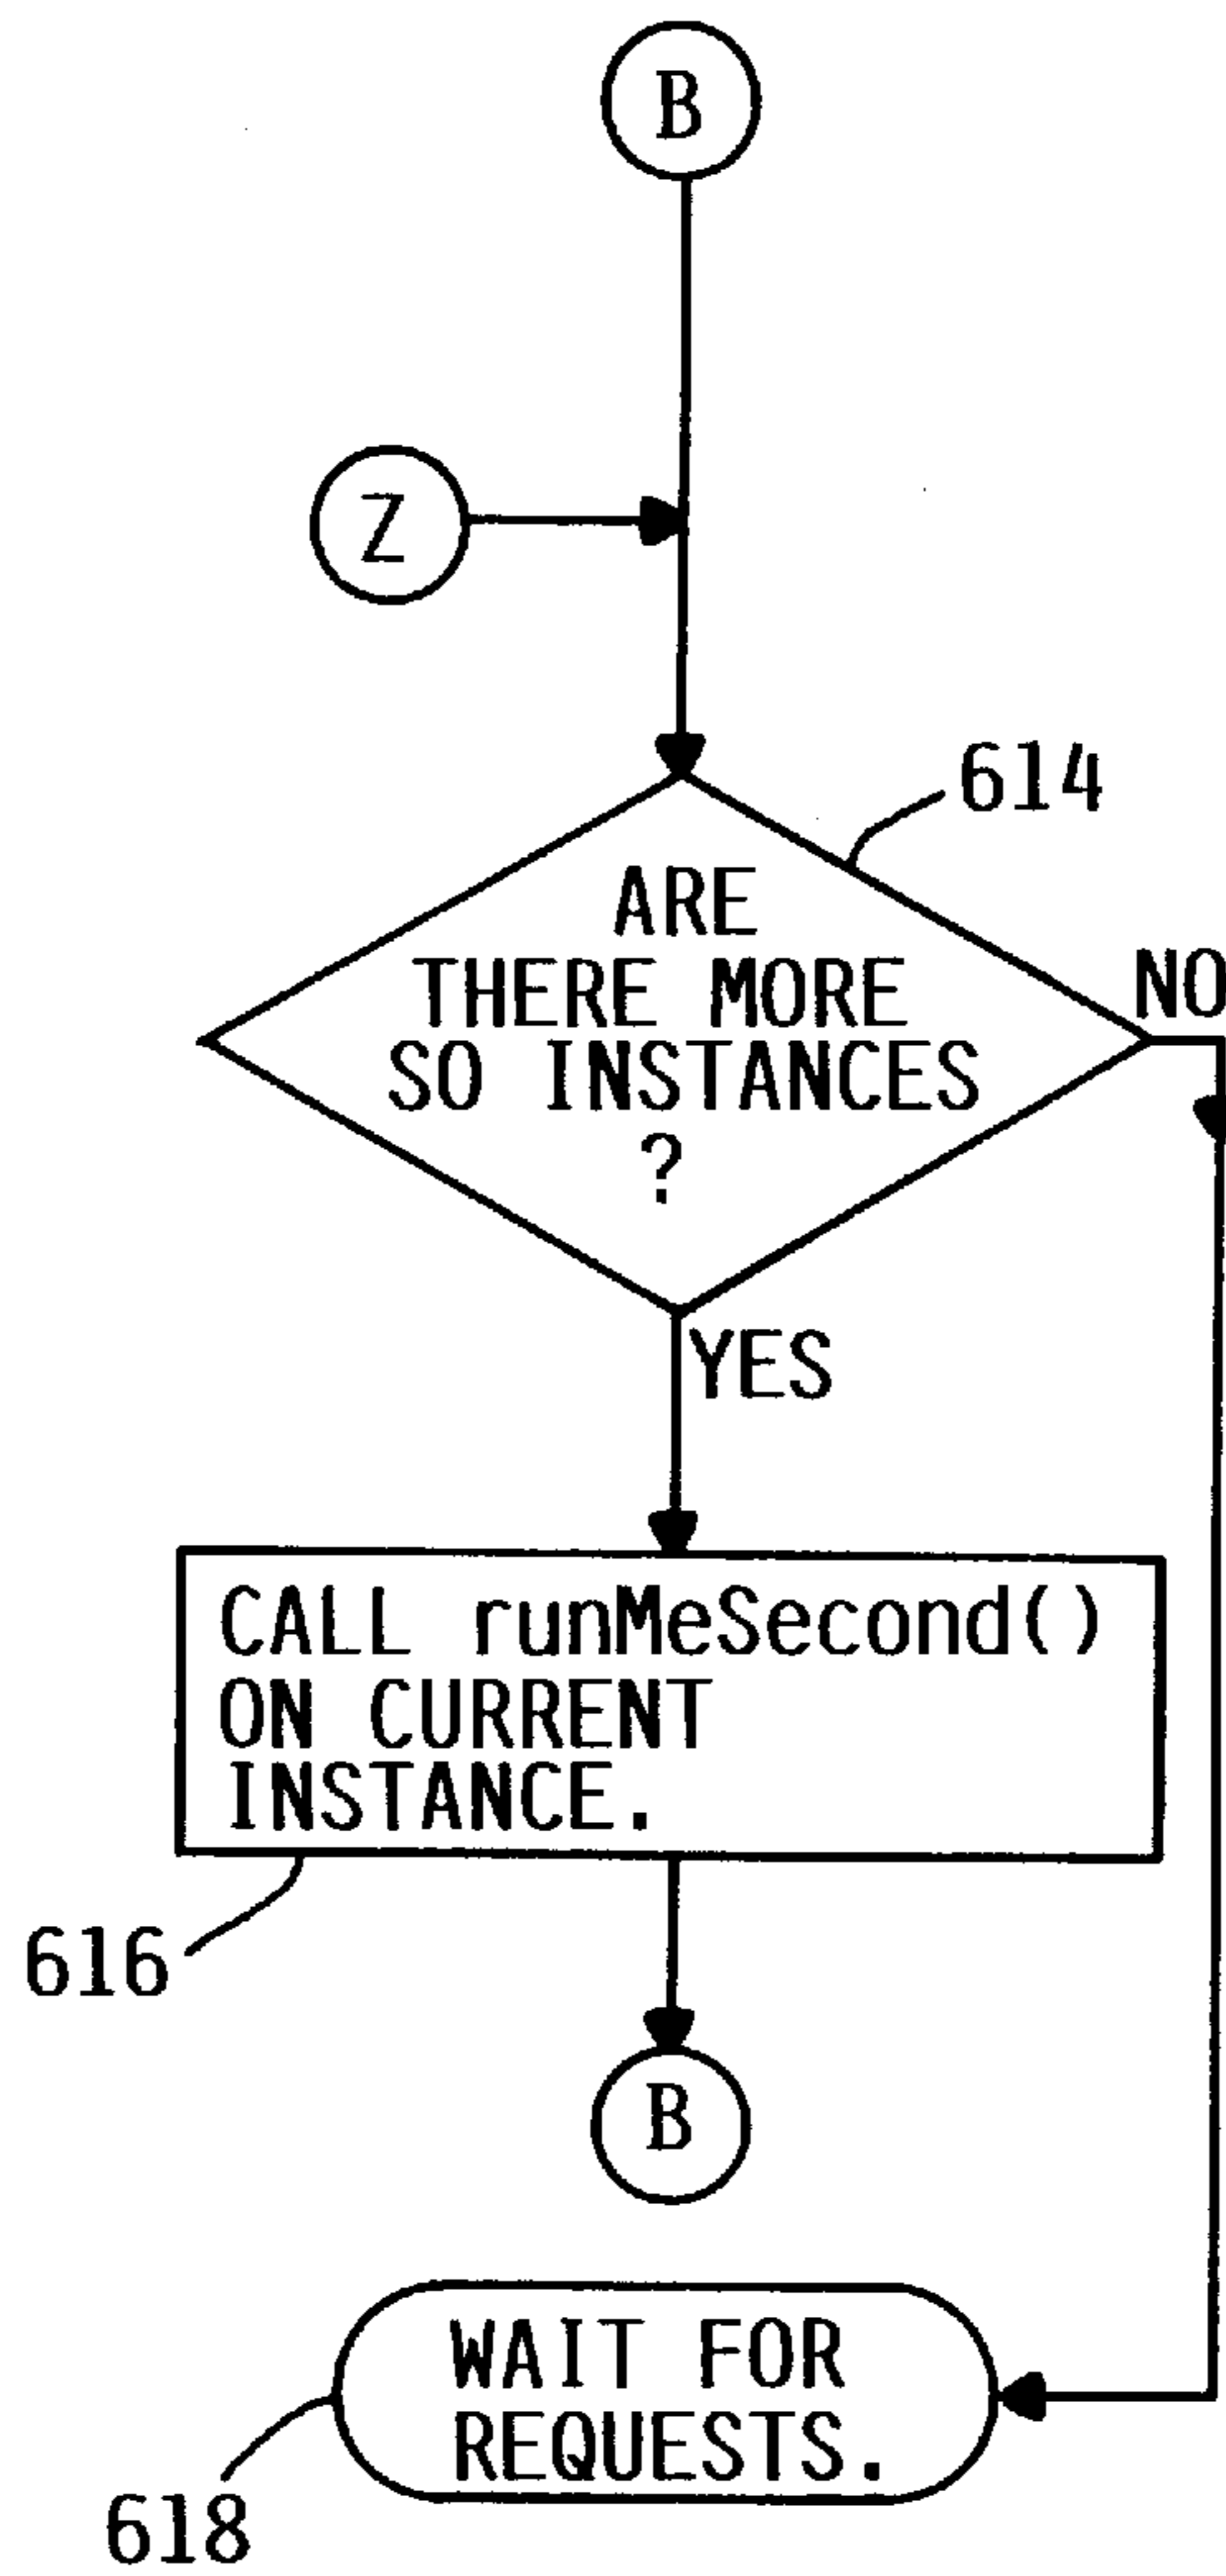 B
Z
614
ARE
THERE MORE
SO INSTANCES
?
NO
YES
CALL runMeSecond()
ON CURRENT
INSTANCE.
616
B
WAIT FOR
REQUESTS.
618